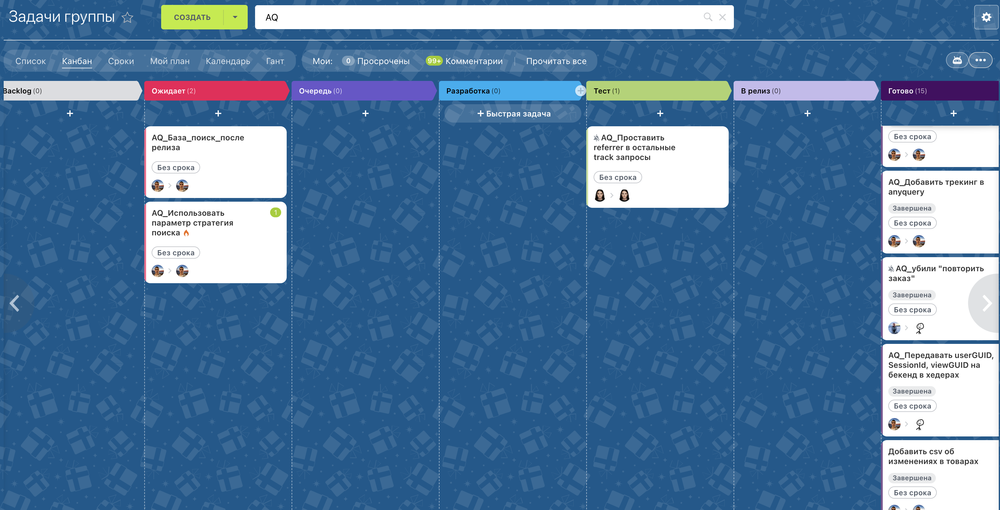 Задачи группы
СОЗДАТЬ
AQ
Список Канбан Сроки Мой план Календарь Гант
Мои: 0 Просрочены 99+ Комментарии Прочитать все
Backlog (0)
Ожидает (2)
Очередь (0)
Разработка (0)
Тест (1)
В релиз (0)
Готово (15)
+ Быстрая задача
AQ_База_поиск_после
релиза
Без срока
AQ_Использовать
параметр стратегия
поиска
1
Без срока
AQ_Проставить
referrer в остальные
track запросы
Без срока
Без срока
AQ_Добавить трекинг в
anyquery
Завершена
Без срока
AQ_убили "повторить
заказ"
Завершена
Без срока
AQ_Передавать userGUID,
SessionId, viewGUID на
бекенд в хедерах
Завершена
Без срока
Добавить csv об
изменениях в товарах
Завершена
Без срока